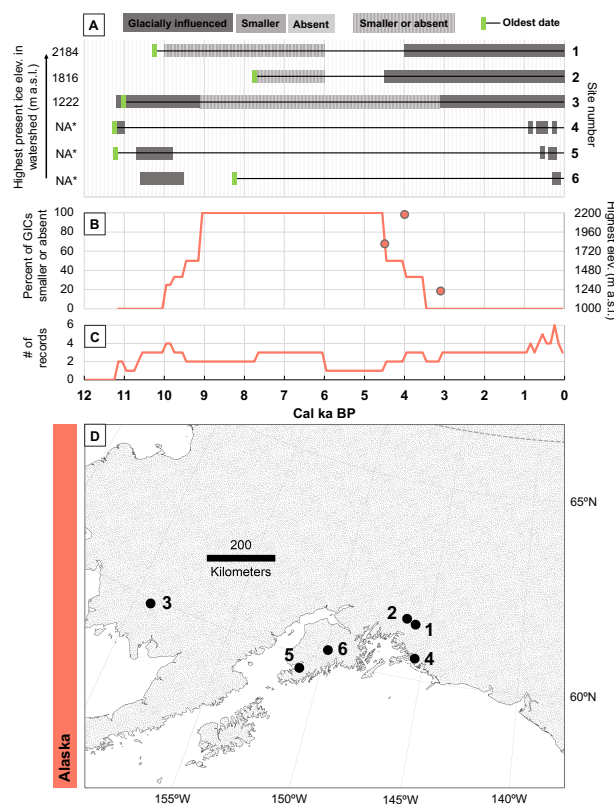 A
Glacially influenced
Smaller
Absent
Smaller or absent
Oldest date
Highest present ice elev. in
watershed (m a.s.l.)
2184
1816
1222
NA*
NA*
NA*
1
2
3
4
5
6
Site number
B
Percent of GICs
smaller or absent
100
80
60
40
20
0
2200
1960
1720
1480
1240
1000
Highest elev.
(m a.s.l.)
C
# of
records
6
4
2
0
12 11 10 9 8 7 6 5 4 3 2 1 0
Cal ka BP
D
Alaska
200
Kilometers
3
2
1
6
5
4
65ºN
60ºN
155ºW
150ºW
145ºW
140ºW